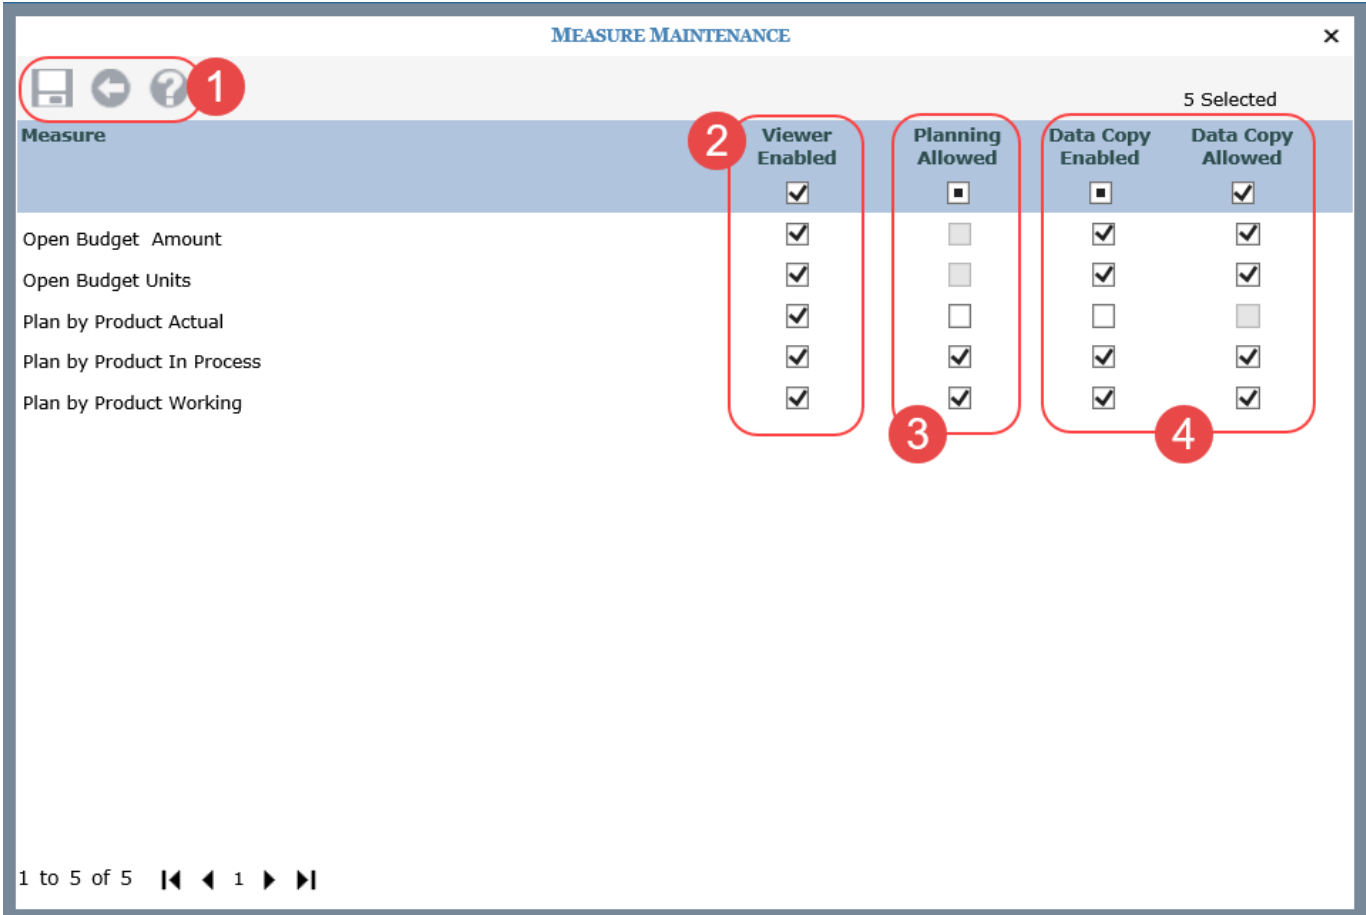 MEASURE MAINTENANCE
1
5 Selected
Measure
2
Viewer Enabled
Planning Allowed
Data Copy Enabled
Data Copy Allowed
Open Budget  Amount
Open Budget Units
Plan by Product Actual
Plan by Product In Process
Plan by Product Working
3
4
1 to 5 of 5 1